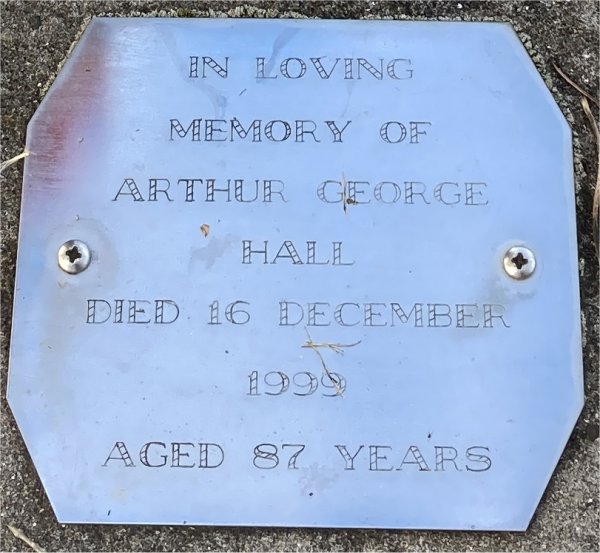 IN LOVING
MEMORY OF
ARTHUR GEORGE
HALL
DIED 16 DECEMBER
1999
AGED 87 YEARS